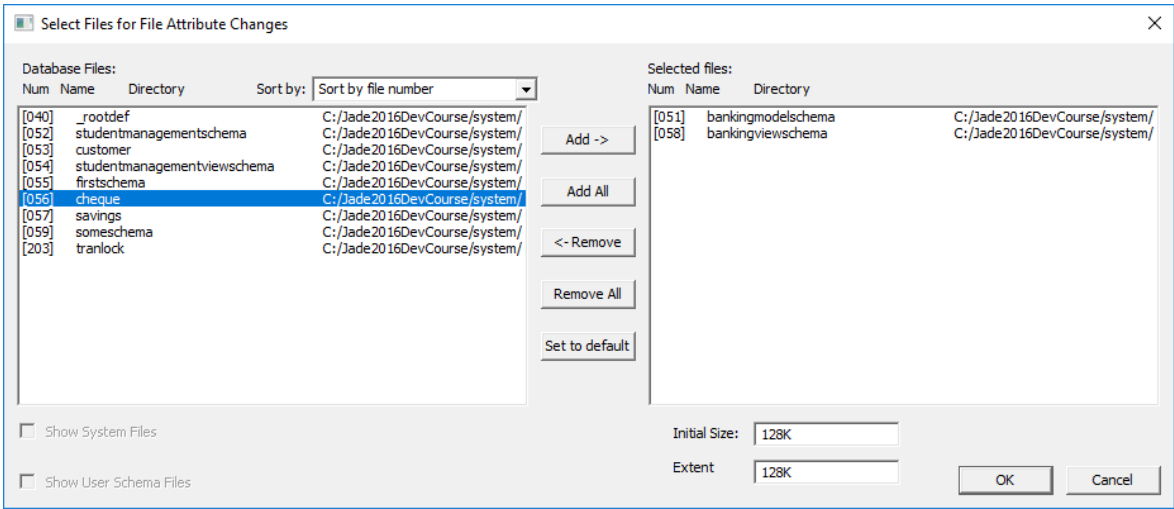 Select Files for File Attribute Changes
Database Files:
Num Name Directory Sort by: Sort by file number
[040] _rootdef C:/Jade2016DevCourse/system/
[052] studentmanagementschema C:/Jade2016DevCourse/system/
[053] customer C:/Jade2016DevCourse/system/
[054] studentmanagementviewschema C:/Jade2016DevCourse/system/
[055] firstschema C:/Jade2016DevCourse/system/
[056] cheque C:/Jade2016DevCourse/system/
[057] savings C:/Jade2016DevCourse/system/
[059] someschema C:/Jade2016DevCourse/system/
[203] tranlock C:/Jade2016DevCourse/system/
Show System Files
Show User Schema Files
Add ->
Add All
<- Remove
Remove All
Set to default
Selected files:
Num Name Directory
[051] bankingmodelschema C:/Jade2016DevCourse/system/
[058] bankingviewschema C:/Jade2016DevCourse/system/
Initial Size: 128K
Extent 128K
OK Cancel